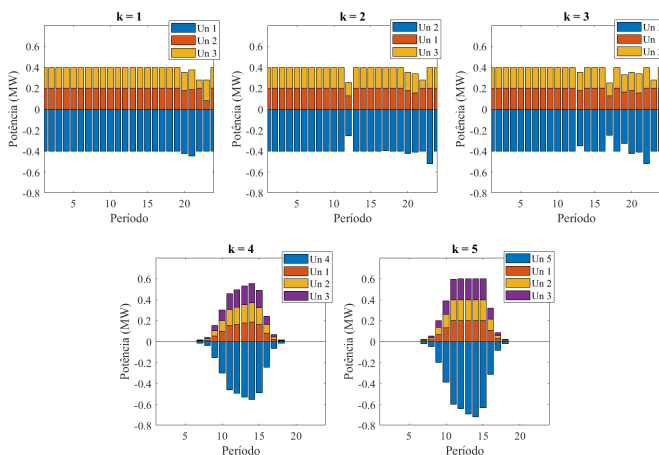 k = 1
Potência (MW)
0.6
0.4
0.2
0
-0.2
-0.4
-0.6
-0.8
5
10
15
20
Período
Un 1
Un 2
Un 3
k = 2
Potência (MW)
0.6
0.4
0.2
0
-0.2
-0.4
-0.6
-0.8
5
10
15
20
Período
Un 2
Un 1
Un 3
k = 3
Potência (MW)
0.6
0.4
0.2
0
-0.2
-0.4
-0.6
-0.8
5
10
15
20
Período
Un
Un
Un
k = 4
Potência (MW)
0.6
0.4
0.2
0
-0.2
-0.4
-0.6
-0.8
5
10
15
20
Período
Un 4
Un 1
Un 2
Un 3
k = 5
Potência (MW)
0.6
0.4
0.2
0
-0.2
-0.4
-0.6
-0.8
5
10
15
20
Período
Un 5
Un 1
Un 2
Un 3